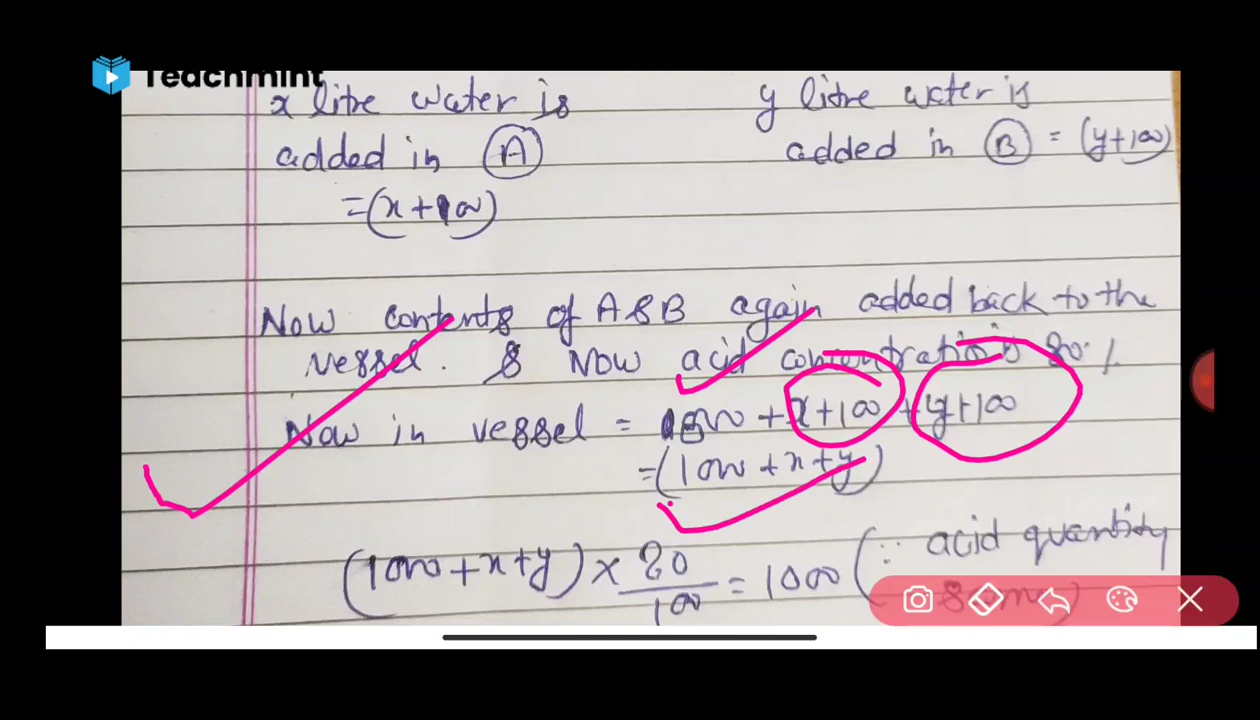 Teachmint
x litre water is
added in A
= (x+100)
y litre water is
added in B = (y+100)
Now contents of A & B again added back to the
vessel. & Now acid concentration is 80%
Now in vessel = 800 + x+100 + y+100
= (1000 + x + y)
(1000 + x + y) × 80/100 = 1000 (∵ acid quantity